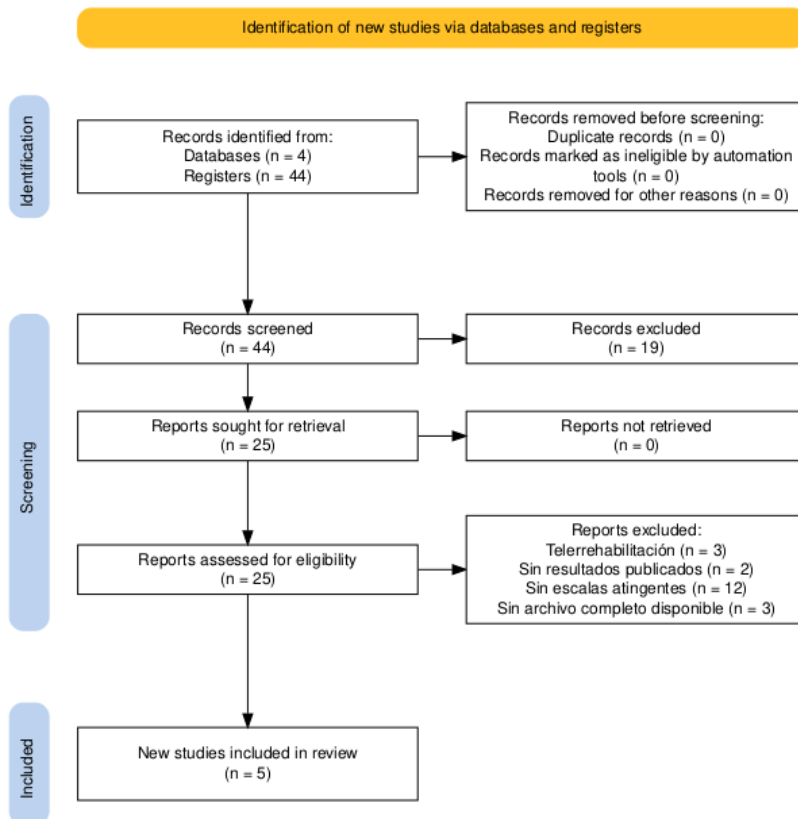 Identification of new studies via databases and registers
Identification
Records identified from:
Databases (n = 4)
Registers (n = 44)
Records removed before screening:
Duplicate records (n = 0)
Records marked as ineligible by automation
tools (n = 0)
Records removed for other reasons (n = 0)
Screening
Records screened
(n = 44)
Records excluded
(n = 19)
Reports sought for retrieval
(n = 25)
Reports not retrieved
(n = 0)
Reports assessed for eligibility
(n = 25)
Reports excluded:
Telerrehabilitación (n = 3)
Sin resultados publicados (n = 2)
Sin escalas atingentes (n = 12)
Sin archivo completo disponible (n = 3)
Included
New studies included in review
(n = 5)